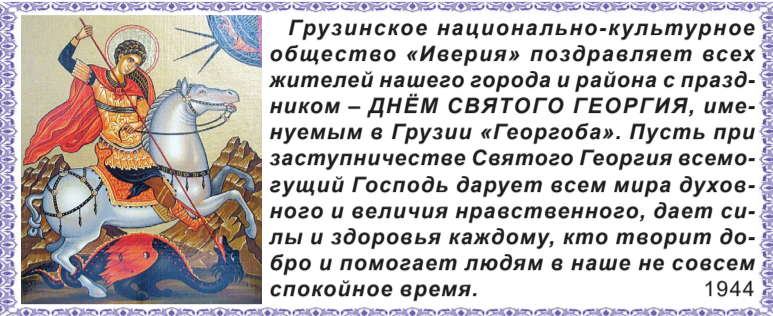 Грузинское национально-культурное
общество «Иверия» поздравляет всех
жителей нашего города и района с празд-
ником – ДНЁМ СВЯТОГО ГЕОРГИЯ, име-
нуемым в Грузии «Георгоба». Пусть при
заступничестве Святого Георгия всемо-
гущий Господь дарует всем мира духов-
ного и величия нравственного, дает си-
лы и здоровья каждому, кто творит до-
бро и помогает людям в наше не совсем
спокойное время. 1944